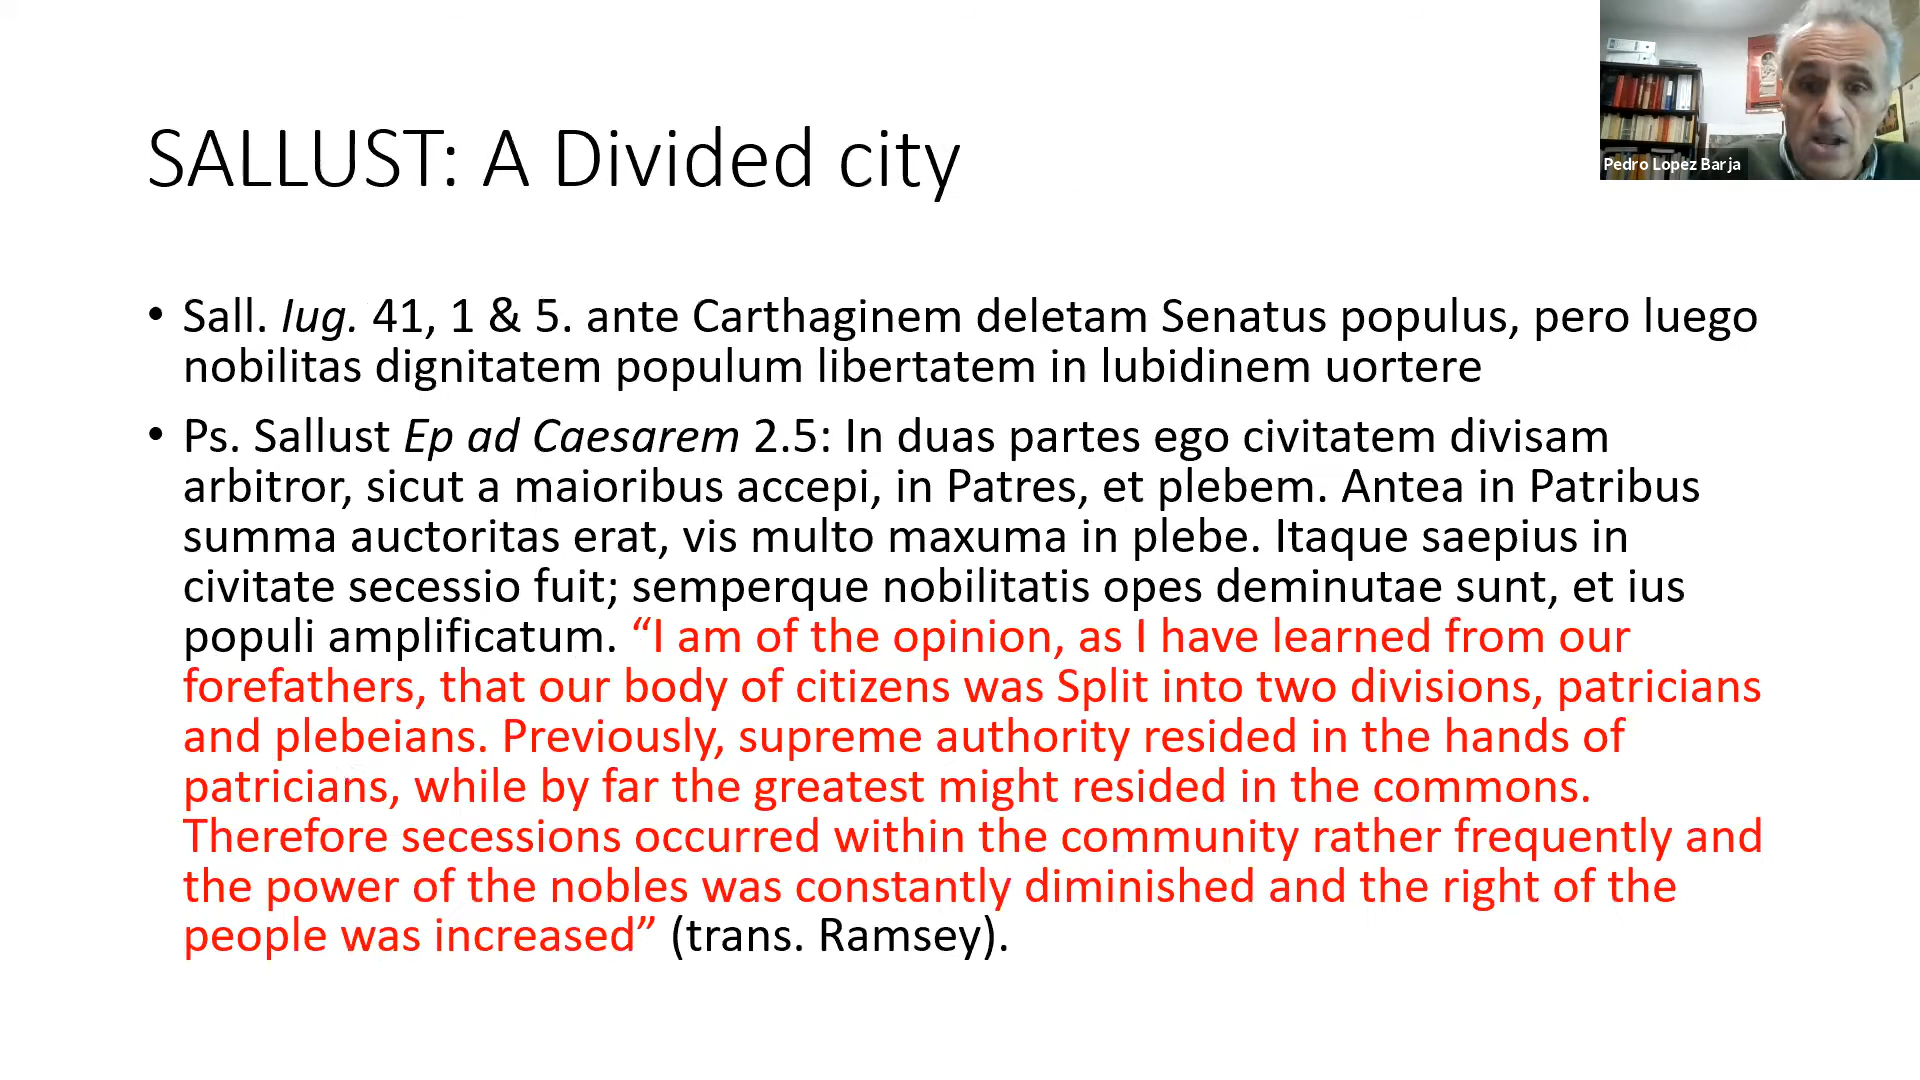 Pedro Lopez Barja
SALLUST: A Divided city
• Sall. Iug. 41, 1 & 5. ante Carthaginem deletam Senatus populus, pero luego
nobilitas dignitatem populum libertatem in lubidinem uortere
• Ps. Sallust Ep ad Caesarem 2.5: In duas partes ego civitatem divisam
arbitror, sicut a maioribus accepi, in Patres, et plebem. Antea in Patribus
summa auctoritas erat, vis multo maxuma in plebe. Itaque saepius in
civitate secessio fuit; semperque nobilitatis opes deminutae sunt, et ius
populi amplificatum. “I am of the opinion, as I have learned from our
forefathers, that our body of citizens was Split into two divisions, patricians
and plebeians. Previously, supreme authority resided in the hands of
patricians, while by far the greatest might resided in the commons.
Therefore secessions occurred within the community rather frequently and
the power of the nobles was constantly diminished and the right of the
people was increased” (trans. Ramsey).